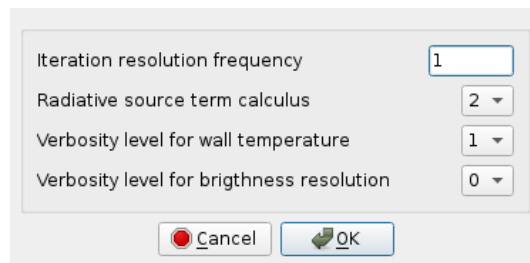 Iteration resolution frequency 1
Radiative source term calculus 2
Verbosity level for wall temperature 1
Verbosity level for brigthness resolution 0
Cancel OK